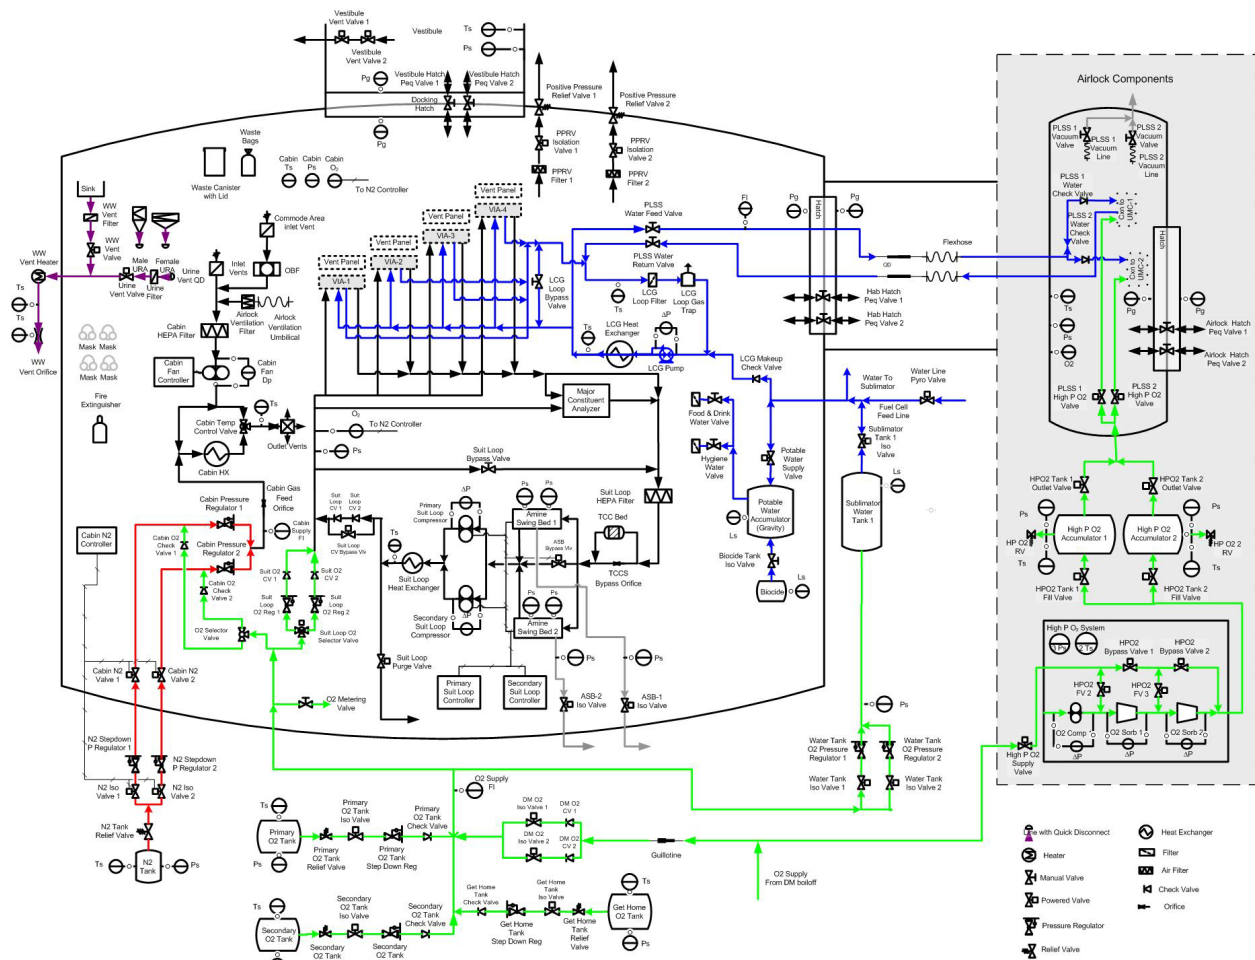 Vestibule
Vent Valve 1
Vestibule
Vestibule
Vent Valve 2
Ts
Ps
Pg
Vestibule Hatch
Peq Valve 1
Vestibule Hatch
Peq Valve 2
Docking
Hatch
Pg
Positive Pressure
Relief Valve 1
Positive Pressure
Relief Valve 2
PPRV
Isolation
Valve 1
PPRV
Isolation
Valve 2
PPRV
Filter 1
PPRV
Filter 2
Waste
Bags
Waste Canister
with Lid
Cabin
Ts
Cabin
Ps
Cabin
O2
To N2 Controller
Sink
WW
Vent
Filter
WW
Vent
Valve
WW
Vent Heater
Ts
Ts
WW
Vent Orifice
Male
URA
Female
URA
Urine
Vent QD
Urine
Vent Valve
Urine
Filter
Commode Area
inlet Vent
Inlet
Vents
OBF
Airlock
Ventilation
Filter
Airlock
Ventilation
Umbilical
Cabin
HEPA Filter
Mask Mask
Mask Mask
Fire
Extinguisher
Cabin
Fan
Controller
Cabin
Fan
Dp
Ts
Cabin Temp
Control Valve
Outlet Vents
Cabin HX
Vent Panel
VIA-1
Vent Panel
VIA-2
Vent Panel
VIA-3
Vent Panel
VIA-4
LCG
Loop
Bypass
Valve
PLSS
Water Feed Valve
PLSS Water
Return Valve
LCG
Loop Filter
LCG
Loop Gas
Trap
Ts
Ts
LCG Heat
Exchanger
ΔP
LCG Pump
FI
Pg
Hatch
Pg
QD
Flexhose
Hab Hatch
Peq Valve 1
Hab Hatch
Peq Valve 2
LCG Makeup
Check Valve
Water To
Sublimator
Water Line
Pyro Valve
Fuel Cell
Feed Line
Food & Drink
Water Valve
Hygiene
Water
Valve
Potable
Water
Supply
Valve
Sublimator
Tank 1
Iso
Valve
Ls
Potable
Water
Accumulator
(Gravity)
Ls
Biocide Tank
Iso Valve
Ls
Biocide
Sublimator
Water
Tank 1
Major
Constituent
Analyzer
O2
To N2 Controller
Ps
Suit Loop
Bypass Valve
Suit Loop
HEPA Filter
Suit
Loop
CV 1
Suit
Loop
CV 2
Suit Loop
CV Bypass Vlv
Ts
Suit Loop
Heat Exchanger
Primary
Suit Loop
Compressor
ΔP
Secondary
Suit Loop
Compressor
ΔP
Ps
Ps
Amine
Swing Bed 1
ASB
Bypass Vlv
TCC Bed
TCCS
Bypass Orifice
Ps
Ps
Amine
Swing Bed 2
Primary
Suit Loop
Controller
Secondary
Suit Loop
Controller
Suit Loop
Purge Valve
Ps
Ps
ASB-2
Iso Valve
ASB-1
Iso Valve
Cabin N2
Controller
Cabin Pressure
Regulator 1
Cabin Pressure
Regulator 2
Cabin Gas
Feed
Orifice
Cabin
Supply
FI
Cabin O2
Check
Valve 1
Cabin O2
Check
Valve 2
Suit O2
CV 1
Suit O2
CV 2
Suit
Loop
O2 Reg 1
Suit
Loop
O2 Reg 2
O2 Selector
Valve
Suit Loop O2
Selector Valve
Cabin N2
Valve 1
Cabin N2
Valve 2
O2 Metering
Valve
N2 Stepdown
P Regulator 1
N2 Stepdown
P Regulator 2
N2 Iso
Valve 1
N2 Iso
Valve 2
N2 Tank
Relief Valve
Ts
N2
Tank
Ps
Ts
Primary
O2 Tank
Ps
Primary
O2 Tank
Relief Valve
Primary
O2 Tank
Iso Valve
Primary
O2 Tank
Step Down Reg
Primary
O2 Tank
Check Valve
O2 Supply
FI
DM O2
Iso Valve 1
DM O2
CV 1
DM O2
Iso Valve 2
DM O2
CV 2
Guillotine
O2 Supply
From DM boiloff
Ts
Secondary
O2 Tank
Secondary
O2 Tank
Secondary
O2 Tank
Iso Valve
Secondary
O2 Tank
Secondary
O2 Tank
Check Valve
Get Home
Tank
Check Valve
Get Home
Tank
Step Down Reg
Get Home
Tank
Iso Valve
Get Home
Tank
Relief
Valve
Get Home
O2 Tank
Ts
Ps
Ps
Water Tank
O2 Pressure
Regulator 1
Water Tank
O2 Pressure
Regulator 2
Water Tank
Iso Valve 1
Water Tank
Iso Valve 2
Airlock Components
PLSS 1
Vacuum
Valve
PLSS 2
Vacuum
Valve
PLSS 1
Vacuum
Line
PLSS 2
Vacuum
Line
PLSS 1
Water
Check Valve
PLSS 2
Water
Check
Valve
Con to
UMC-1
Con to
UMC-2
Hatch
Ts
Ps
O2
Pg
Pg
Airlock Hatch
Peq Valve 1
Airlock Hatch
Peq Valve 2
PLSS 1
High P O2
Valve
PLSS 2
High P O2
Valve
HPO2 Tank 1
Outlet Valve
HPO2 Tank 2
Outlet Valve
Ps
High P O2
Accumulator 1
High P O2
Accumulator 2
Ps
HP O2 1
RV
HP O2 2
RV
Ts
Ts
HPO2 Tank 1
Fill Valve
HPO2 Tank 2
Fill Valve
High P O2 System
3 Ps
2 Ts
HPO2
Bypass Valve 1
HPO2
Bypass Valve 2
HPO2
FV 2
HPO2
FV 3
O2 Comp 1
O2 Sorb 1
O2 Sorb 2
ΔP
ΔP
ΔP
High P O2
Supply
Valve
Line with Quick Disconnect
Heater
Manual Valve
Powered Valve
Pressure Regulator
Relief Valve
Heat Exchanger
Filter
Air Filter
Check Valve
Orifice